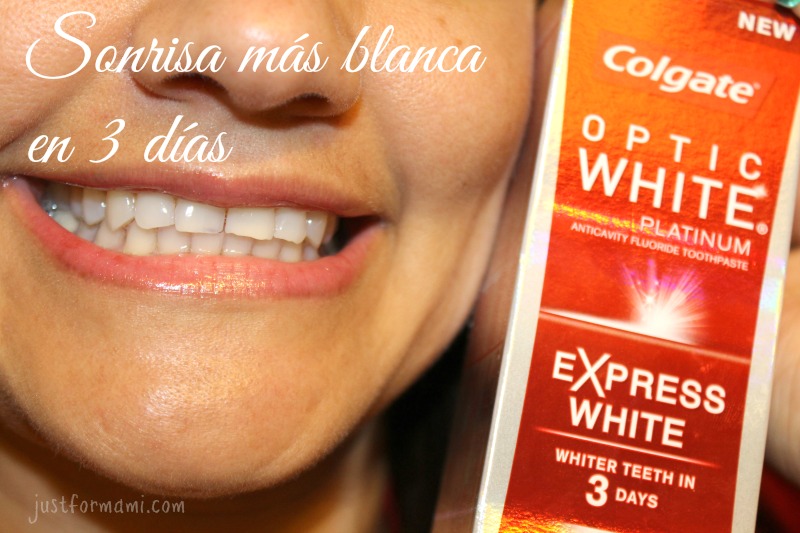 Sonrisa más blanca
en 3 días
NEW
Colgate®
OPTIC
WHITE®
PLATINUM
ANTICAVITY FLUORIDE TOOTHPASTE
EXPRESS
WHITE
WHITER TEETH IN
3 DAYS
justformami.com